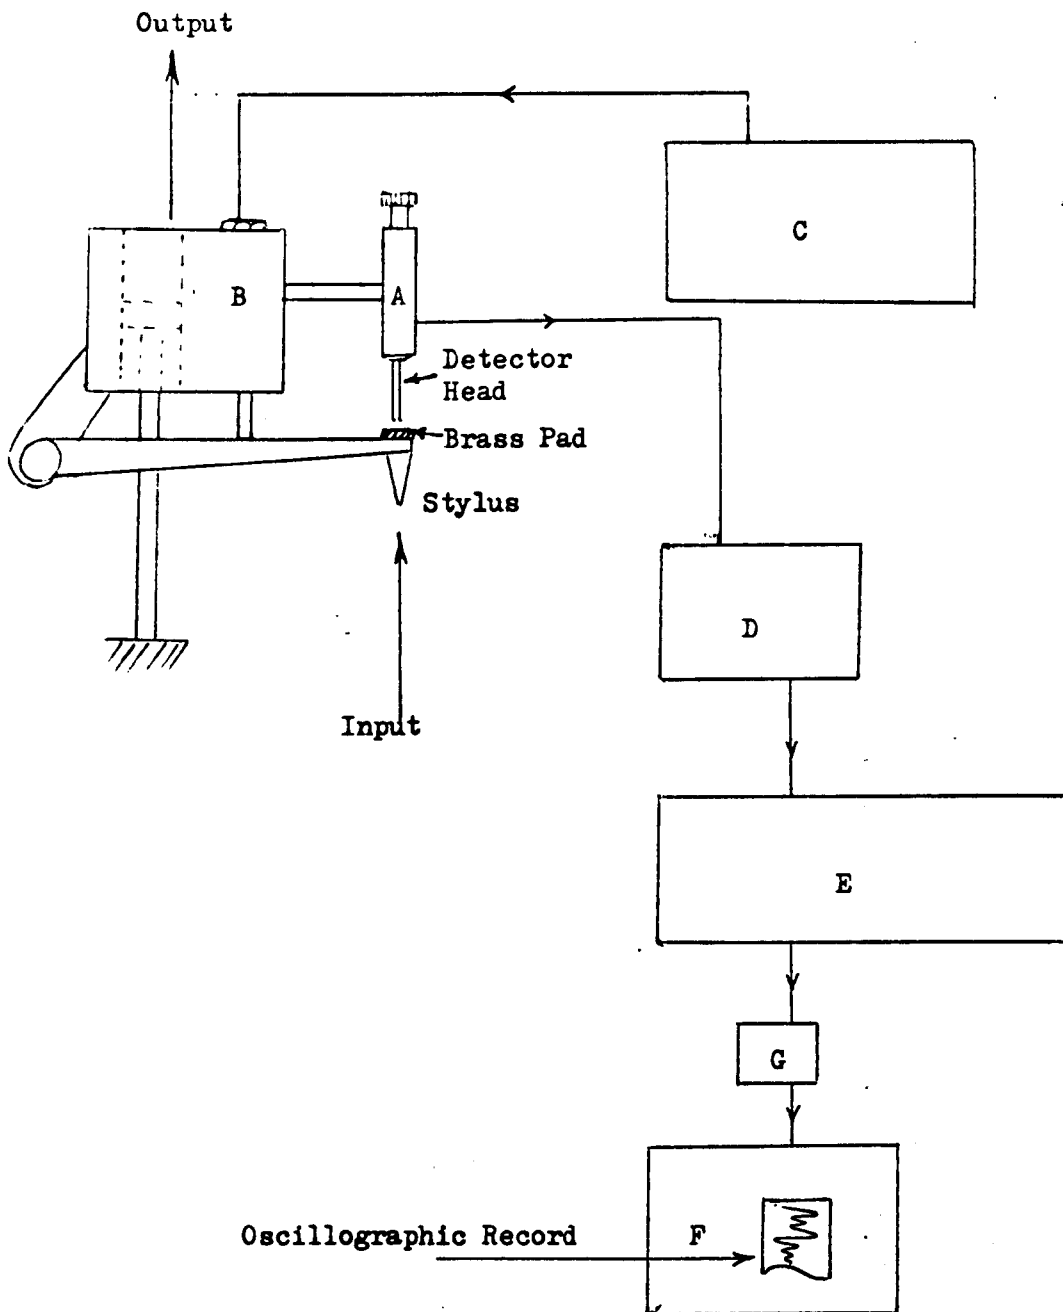 Output
C
B
A
Detector
Head
Brass Pad
Stylus
D
Input
E
G
Oscillographic Record
F